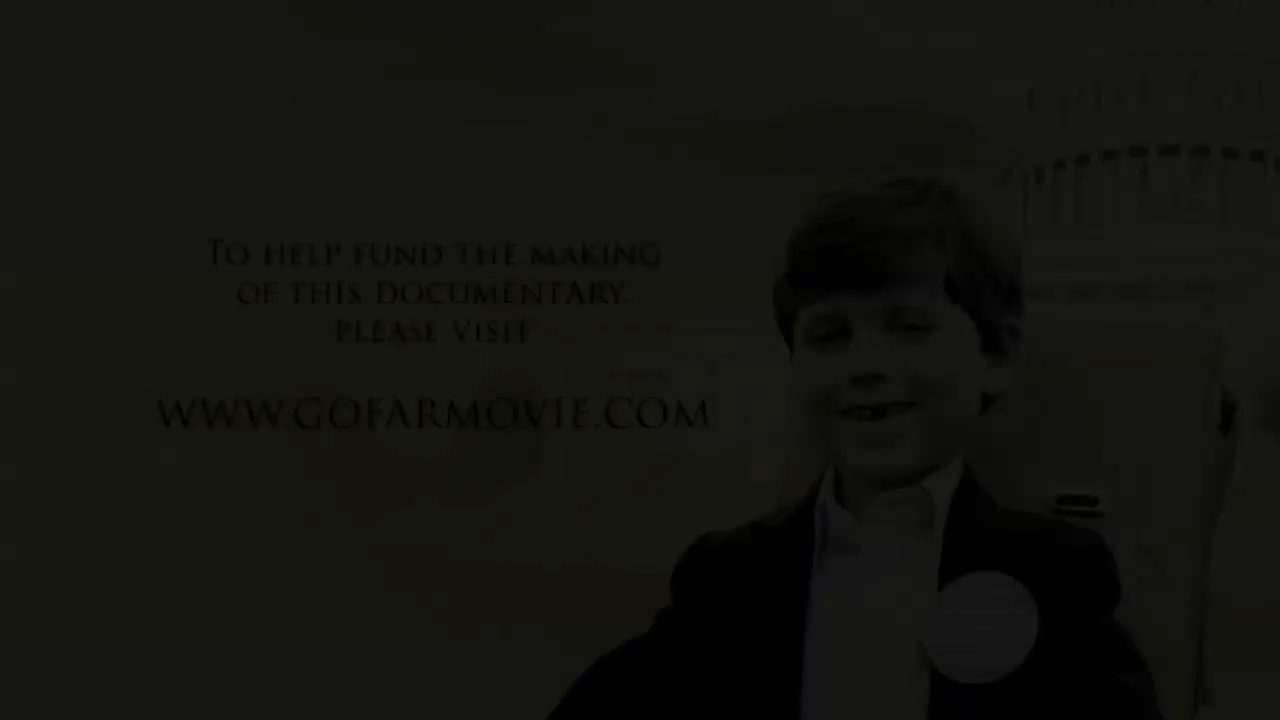 TO HELP FUND THE MAKING
OF THIS DOCUMENTARY,
PLEASE VISIT
WWW.GOFARMOVIE.COM